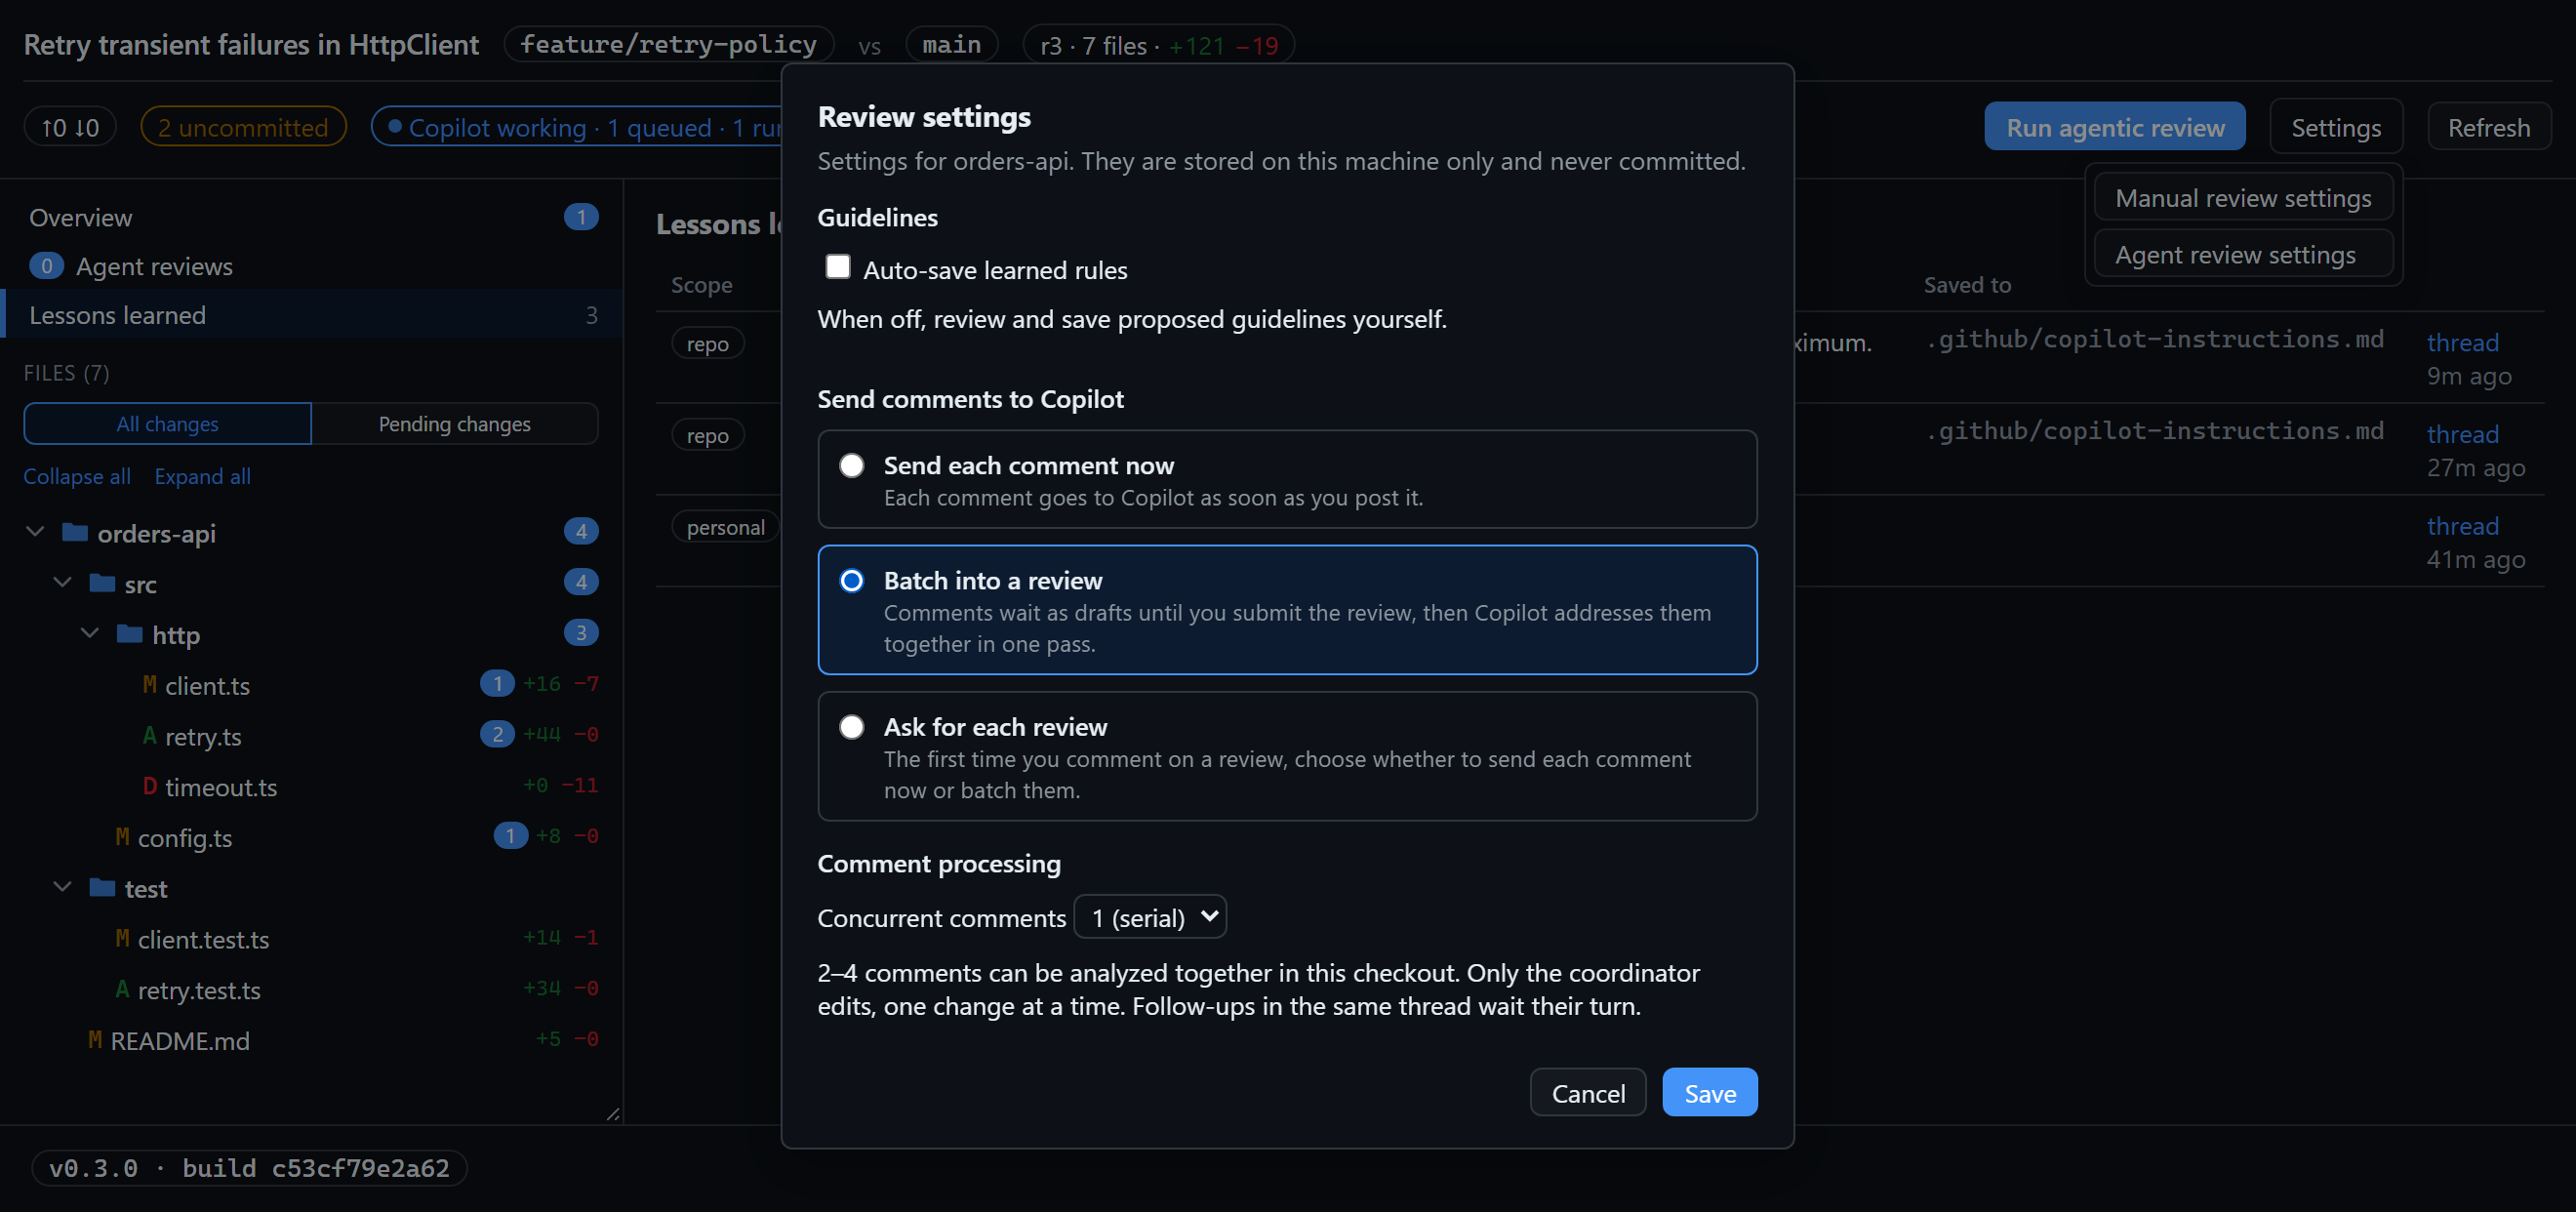 Retry transient failures in HttpClient feature/retry-policy vs main r3 · 7 files · +121 −19
↑0 ↓0 2 uncommitted Copilot working · 1 queued · 1
Run agentic review Settings Refresh
Manual review settings
Agent review settings
Overview 1
0 Agent reviews
Lessons learned 3
FILES (7)
All changes Pending changes
Collapse all Expand all
orders-api 4
src 4
http 3
M client.ts 1 +16 −7
A retry.ts 2 +44 −0
D timeout.ts +0 −11
M config.ts 1 +8 −0
test
M client.test.ts +14 −1
A retry.test.ts +34 −0
M README.md +5 −0
v0.3.0 · build c53cf79e2a62
Lessons
Scope Saved to
repo .github/copilot-instructions.md thread
9m ago
repo .github/copilot-instructions.md thread
27m ago
personal thread
41m ago
Review settings
Settings for orders-api. They are stored on this machine only and never committed.
Guidelines
Auto-save learned rules
When off, review and save proposed guidelines yourself.
Send comments to Copilot
Send each comment now
Each comment goes to Copilot as soon as you post it.
Batch into a review
Comments wait as drafts until you submit the review, then Copilot addresses them
together in one pass.
Ask for each review
The first time you comment on a review, choose whether to send each comment
now or batch them.
Comment processing
Concurrent comments 1 (serial)
2–4 comments can be analyzed together in this checkout. Only the coordinator
edits, one change at a time. Follow-ups in the same thread wait their turn.
Cancel Save